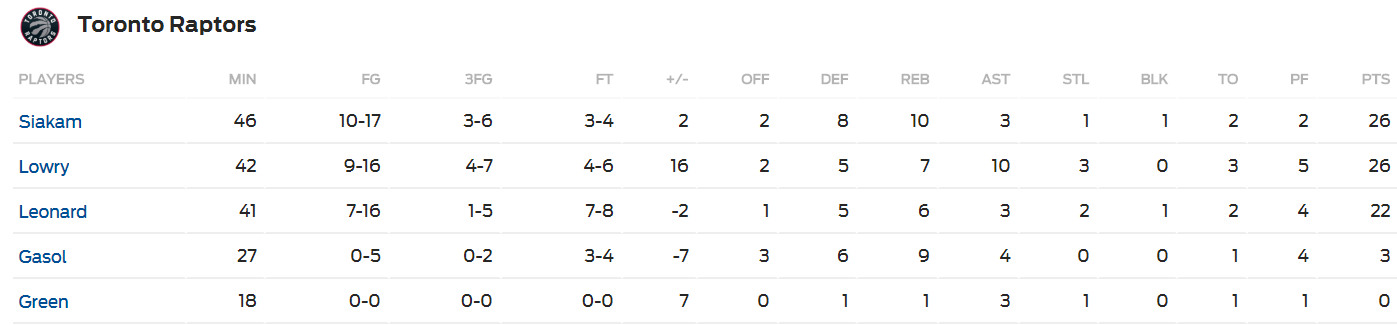 TORONTO
RAPTORS
Toronto Raptors
PLAYERS MIN FG 3FG FT +/- OFF DEF REB AST STL BLK TO PF PTS
Siakam 46 10-17 3-6 3-4 2 2 8 10 3 1 1 2 2 26
Lowry 42 9-16 4-7 4-6 16 2 5 7 10 3 0 3 5 26
Leonard 41 7-16 1-5 7-8 -2 1 5 6 3 2 1 2 4 22
Gasol 27 0-5 0-2 3-4 -7 3 6 9 4 0 0 1 4 3
Green 18 0-0 0-0 0-0 7 0 1 1 3 1 0 1 1 0